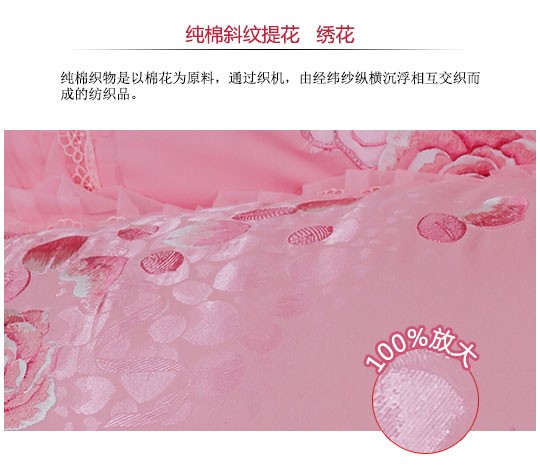 纯棉斜纹提花 绣花
纯棉织物是以棉花为原料，通过织机，由经纬纱纵横沉浮相互交织而
成的纺织品。
100%放大